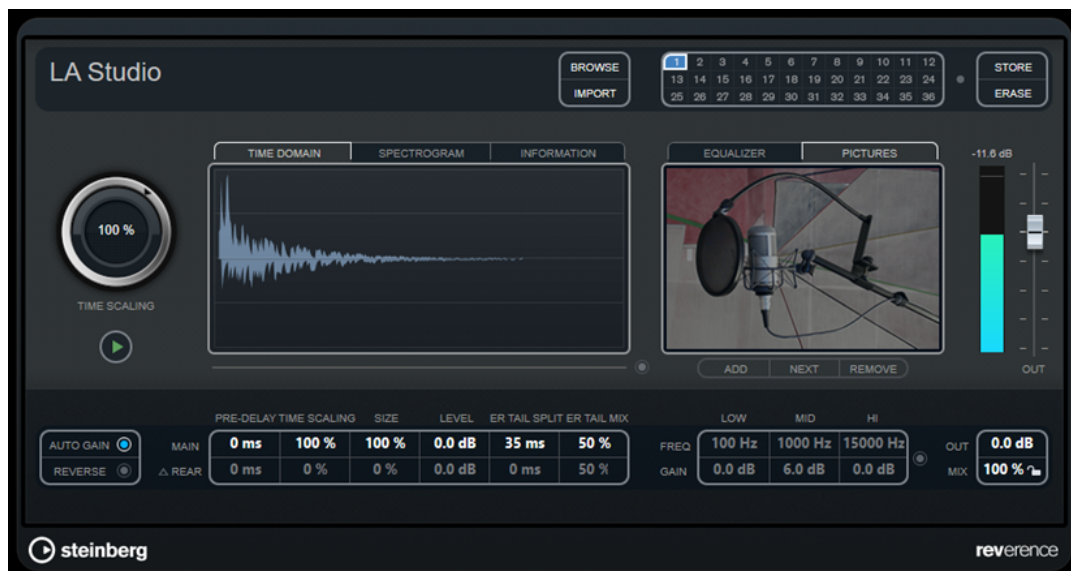 LA Studio
BROWSE
IMPORT
1 2 3 4 5 6 7 8 9 10 11 12
13 14 15 16 17 18 19 20 21 22 23 24
25 26 27 28 29 30 31 32 33 34 35 36
STORE
ERASE
TIME DOMAIN SPECTROGRAM INFORMATION
EQUALIZER PICTURES
-11.6 dB
100 %
TIME SCALING
ADD NEXT REMOVE
OUT
PRE-DELAY TIME SCALING SIZE LEVEL ER TAIL SPLIT ER TAIL MIX
LOW MID HI
AUTO GAIN
REVERSE
MAIN 0 ms 100 % 100 % 0.0 dB 35 ms 50 %
△ REAR 0 ms 0 % 0 % 0.0 dB 0 ms 50 %
FREQ 100 Hz 1000 Hz 15000 Hz
GAIN 0.0 dB 6.0 dB 0.0 dB
OUT 0.0 dB
MIX 100 %
steinberg
reverence